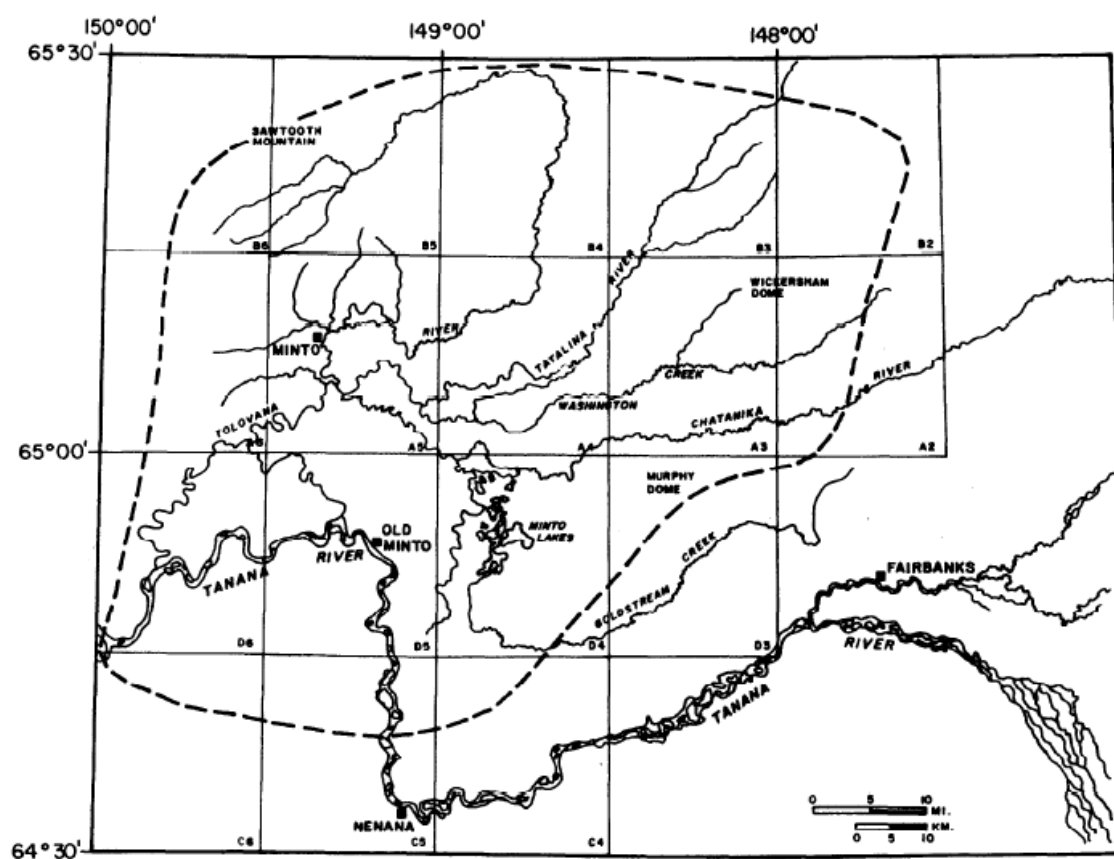 150°00'
149°00'
148°00'
65°30'
SAWTOOTH
MOUNTAIN
B6
B5
B4
B3
B2
RIVER
WICKERSHAM
DOME
RIVER
MINTO
TATALINA
CREEK
RIVER
WASHINGTON
CHATANIKA
TOLOVANA
65°00'
A6
A5
A4
A3
A2
MURPHY
DOME
OLD
MINTO
MINTO
LAKES
RIVER
TANANA
CREEK
FAIRBANKS
GOLDSTREAM
D6
D5
D4
D3
RIVER
TANANA
NENANA
0 5 10
MI.
KM.
0 5 10
64°30'
C6
C5
C4